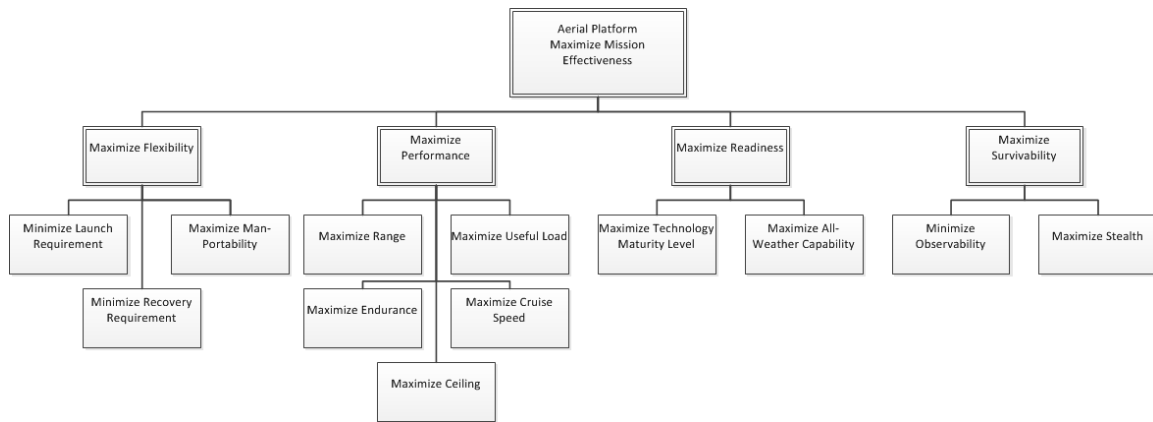 Aerial Platform
Maximize Mission
Effectiveness
Maximize Flexibility
Maximize
Performance
Maximize Readiness
Maximize
Survivability
Minimize Launch
Requirement
Maximize Man-
Portability
Minimize Recovery
Requirement
Maximize Range
Maximize Useful Load
Maximize Endurance
Maximize Cruise
Speed
Maximize Ceiling
Maximize Technology
Maturity Level
Maximize All-
Weather Capability
Minimize
Observability
Maximize Stealth